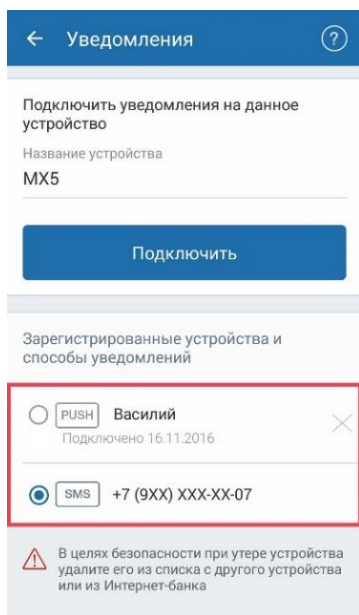 Уведомления
?
Подключить уведомления на данное
устройство
Название устройства
MX5
Подключить
Зарегистрированные устройства и
способы уведомлений
PUSH Василий
Подключено 16.11.2016
SMS +7 (9XX) XXX-XX-07
В целях безопасности при утере устройства
удалите его из списка с другого устройства
или из Интернет-банка